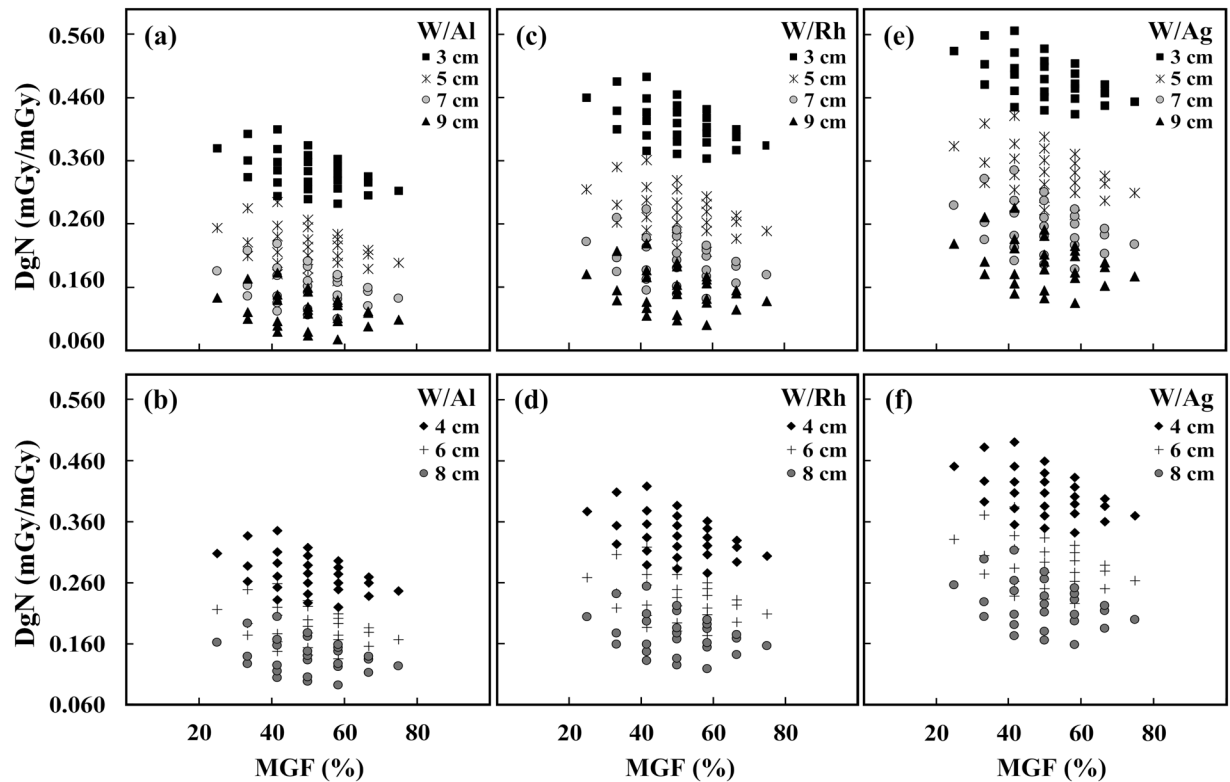 (a)
W/Al
3 cm
5 cm
7 cm
9 cm
(c)
W/Rh
3 cm
5 cm
7 cm
9 cm
(e)
W/Ag
3 cm
5 cm
7 cm
9 cm
0.560
0.460
0.360
0.260
0.160
0.060
DgN (mGy/mGy)
(b)
W/Al
4 cm
6 cm
8 cm
(d)
W/Rh
4 cm
6 cm
8 cm
(f)
W/Ag
4 cm
6 cm
8 cm
0.560
0.460
0.360
0.260
0.160
0.060
DgN (mGy/mGy)
20 40 60 80
20 40 60 80
20 40 60 80
MGF (%)
MGF (%)
MGF (%)